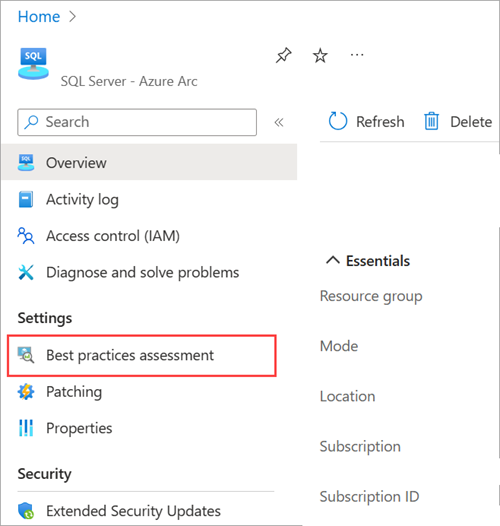 Home
SQL
SQL Server - Azure Arc
Search
Refresh
Delete
Overview
Activity log
Access control (IAM)
Diagnose and solve problems
Settings
Best practices assessment
Patching
Properties
Security
Extended Security Updates
Essentials
Resource group
Mode
Location
Subscription
Subscription ID